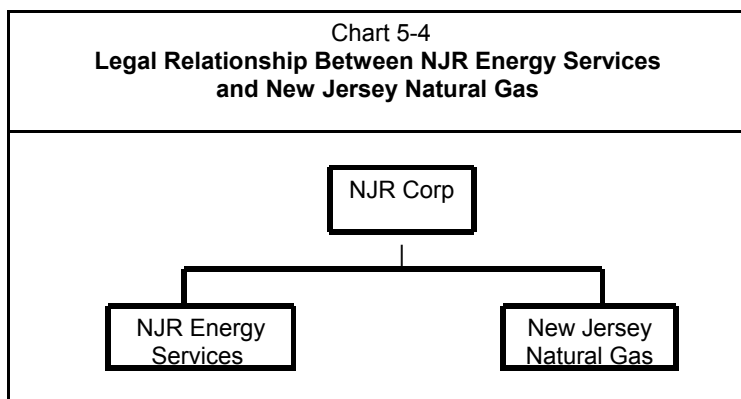 Chart 5-4
Legal Relationship Between NJR Energy Services
and New Jersey Natural Gas
NJR Corp
NJR Energy
Services
New Jersey
Natural Gas